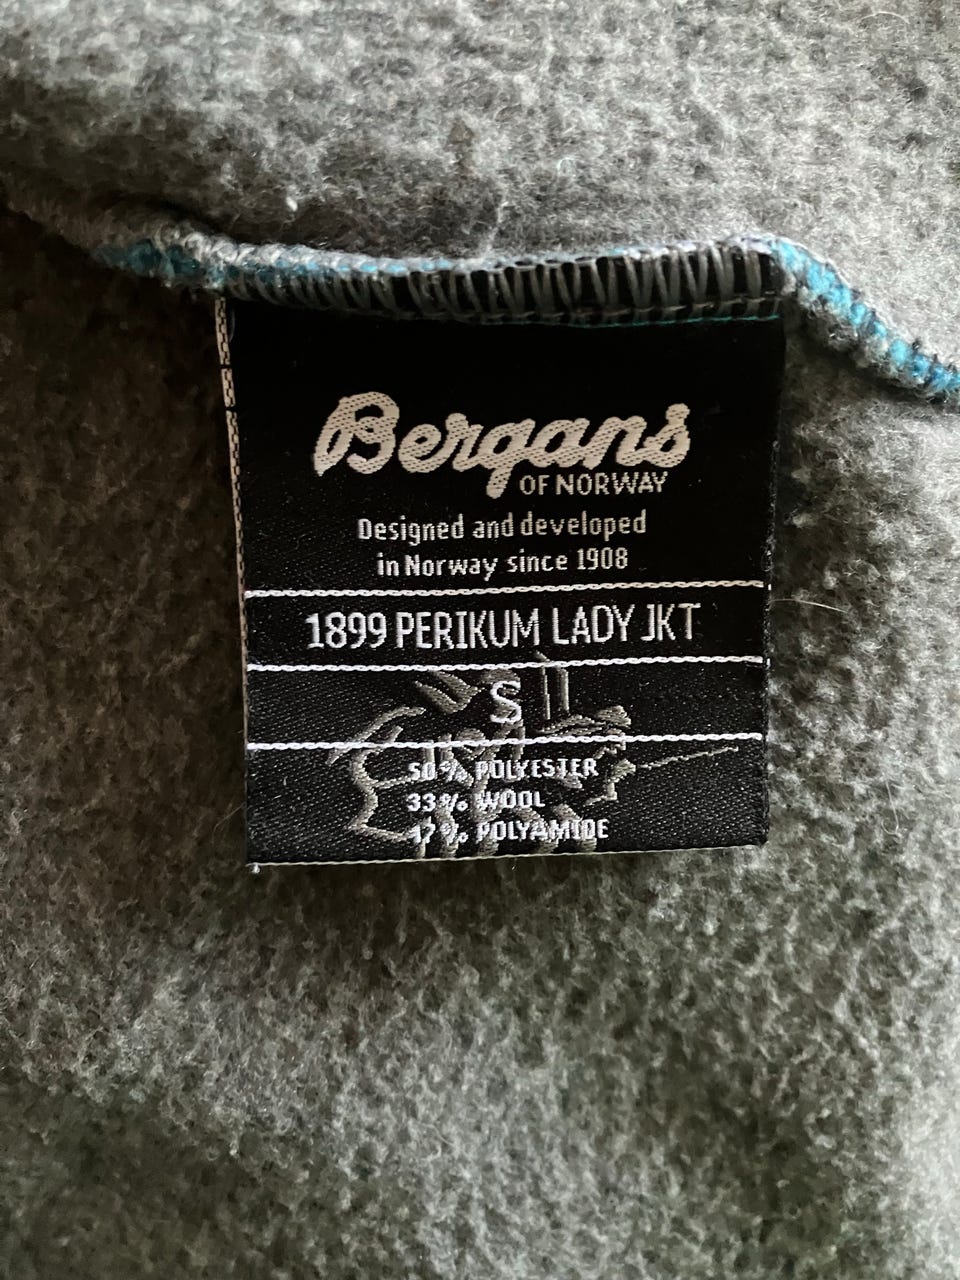 Bergans
OF NORWAY
Designed and developed
in Norway since 1908
1899 PERIKUM LADY JKT
S
50% POLYESTER
33% WOOL
17% POLYAMIDE